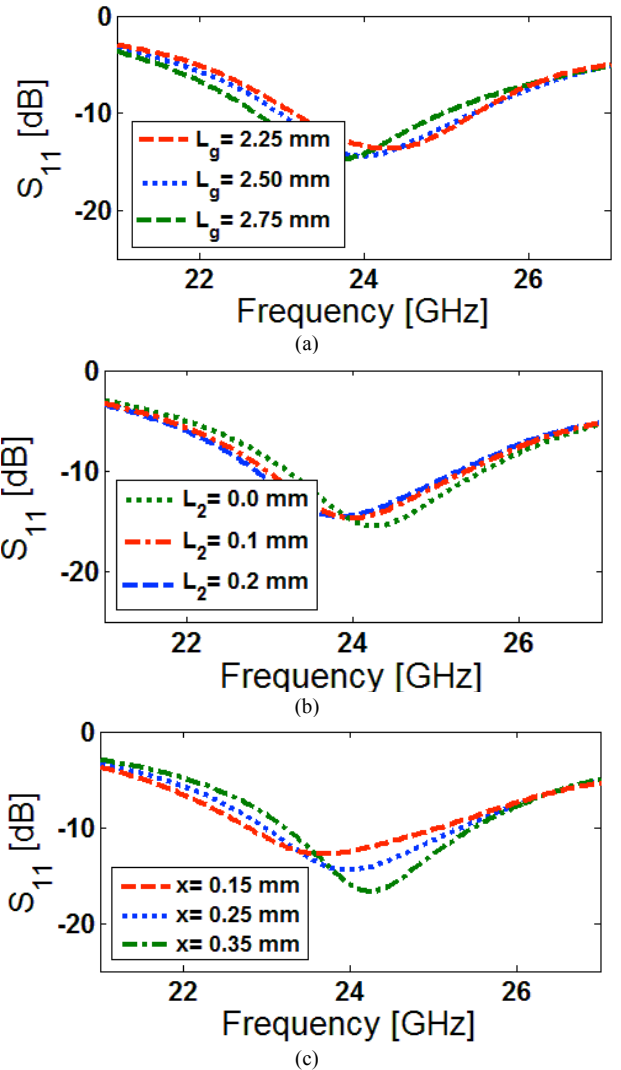 0
-10
-20
S11 [dB]
Lg= 2.25 mm
Lg= 2.50 mm
Lg= 2.75 mm
22 24 26
Frequency [GHz]
(a)
0
-10
-20
S11 [dB]
L2= 0.0 mm
L2= 0.1 mm
L2= 0.2 mm
22 24 26
Frequency [GHz]
(b)
0
-10
-20
S11 [dB]
x= 0.15 mm
x= 0.25 mm
x= 0.35 mm
22 24 26
Frequency [GHz]
(c)